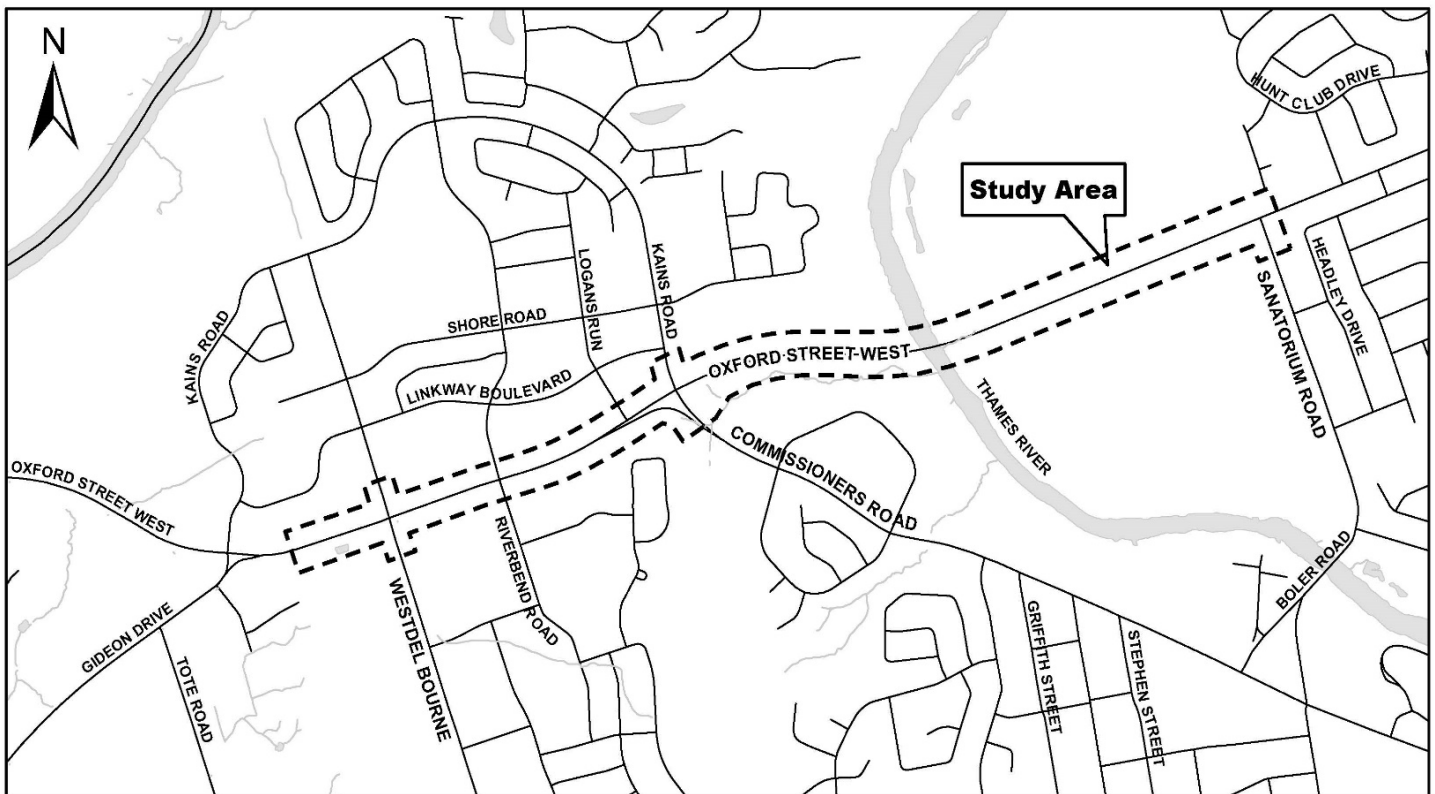 N
HUNT CLUB DRIVE
Study Area
KAINS ROAD
LOGANS RUN
HEADLEY DRIVE
SANATORIUM ROAD
SHORE ROAD
KAINS ROAD
OXFORD STREET WEST
LINKWAY BOULEVARD
THAMES RIVER
COMMISSIONERS ROAD
OXFORD STREET WEST
RIVERBEND ROAD
BOLER ROAD
WESTDEL BOURNE
GIDEON DRIVE
GRIFFITH STREET
STEPHEN STREET
TOTE ROAD